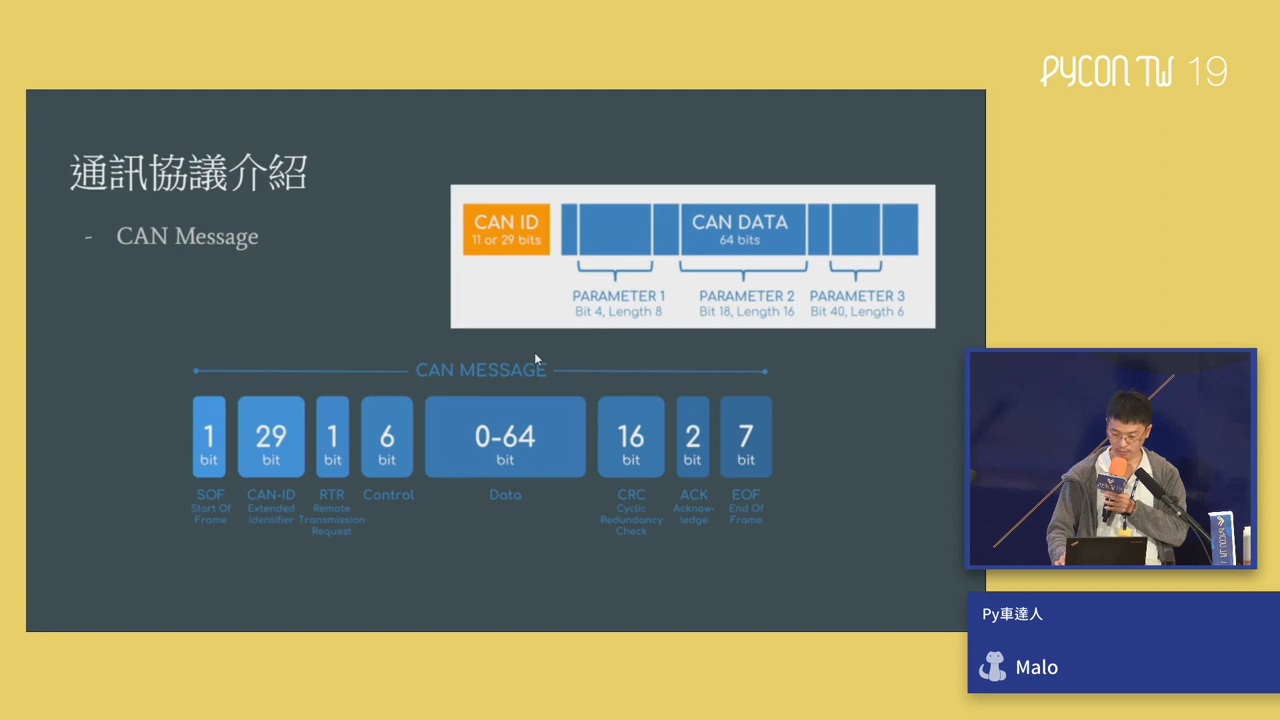 PYCON TW 19
通訊協議介紹
- CAN Message
CAN ID
11 or 29 bits
CAN DATA
64 bits
PARAMETER 1
Bit 4, Length 8
PARAMETER 2
Bit 18, Length 16
PARAMETER 3
Bit 40, Length 6
CAN MESSAGE
1
bit
SOF
Start Of
Frame
29
bit
CAN-ID
Extended
Identifier
1
bit
RTR
Remote
Transmission
Request
6
bit
Control
0-64
bit
Data
16
bit
CRC
Cyclic
Redundancy
Check
2
bit
ACK
Acknow-
ledge
7
bit
EOF
End Of
Frame
Py車達人
Malo